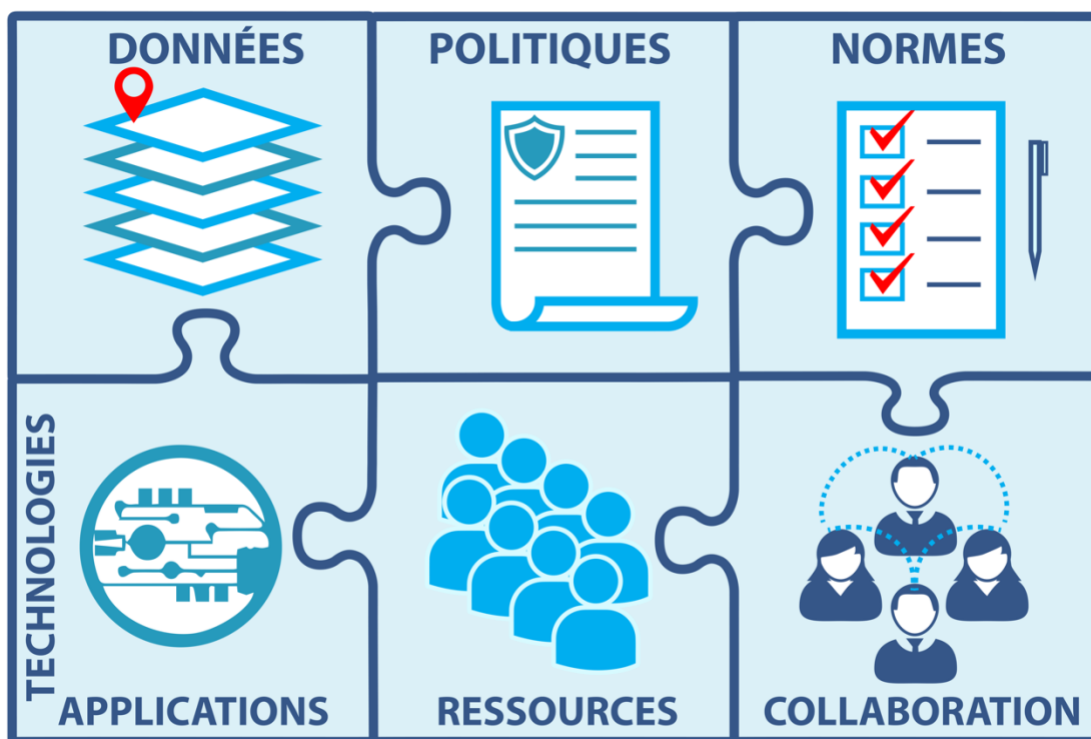 DONNÉES
POLITIQUES
NORMES
TECHNOLOGIES
APPLICATIONS
RESSOURCES
COLLABORATION